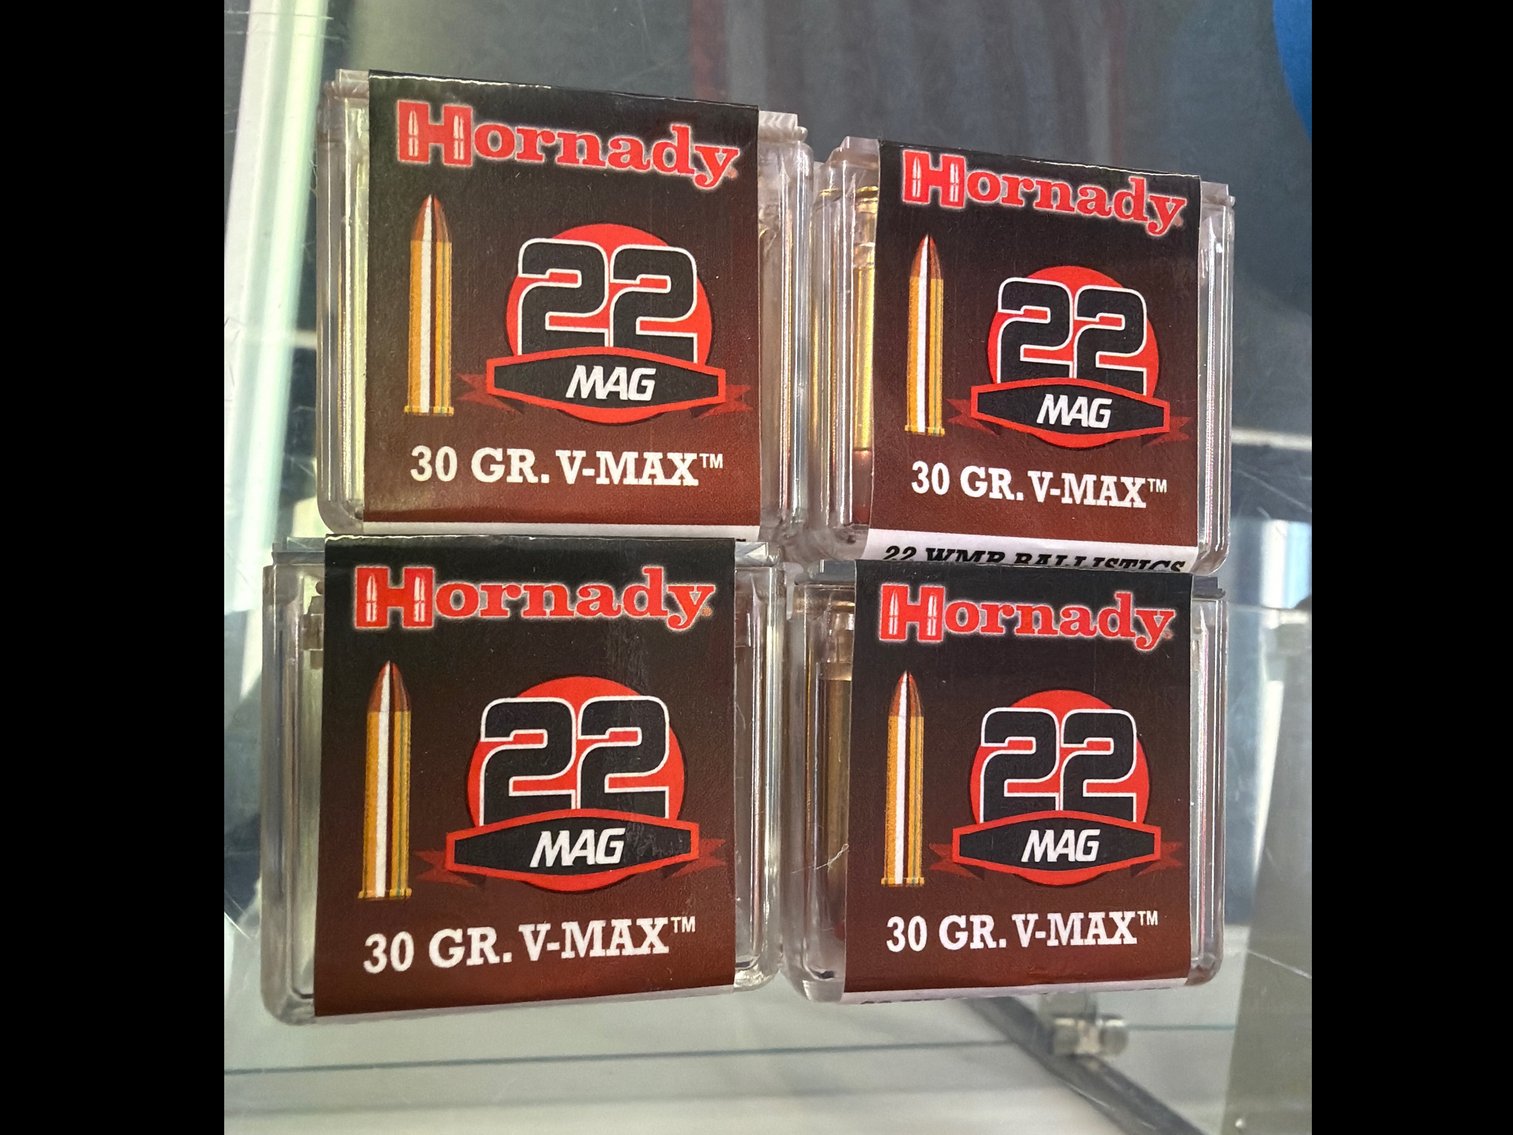 Hornady
22
MAG
30 GR. V-MAX™
Hornady
22
MAG
30 GR. V-MAX™
22 WMR BALLISTICS
Hornady
22
MAG
30 GR. V-MAX™
Hornady
22
MAG
30 GR. V-MAX™